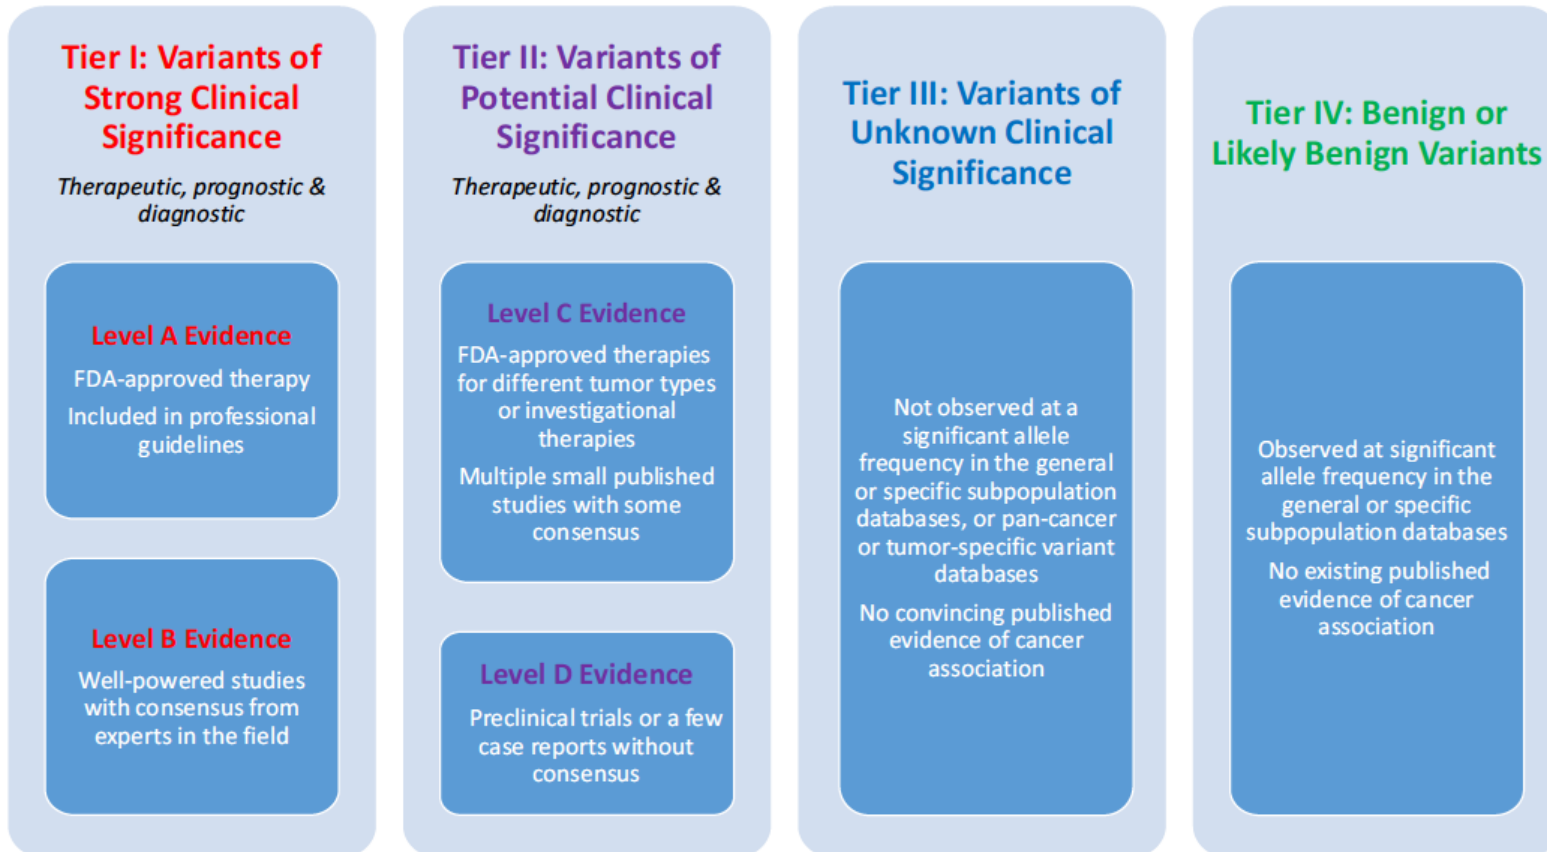 Tier I: Variants of
Strong Clinical
Significance
Therapeutic, prognostic &
diagnostic
Level A Evidence
FDA-approved therapy
Included in professional
guidelines
Level B Evidence
Well-powered studies
with consensus from
experts in the field
Tier II: Variants of
Potential Clinical
Significance
Therapeutic, prognostic &
diagnostic
Level C Evidence
FDA-approved therapies
for different tumor types
or investigational
therapies
Multiple small published
studies with some
consensus
Level D Evidence
Preclinical trials or a few
case reports without
consensus
Tier III: Variants of
Unknown Clinical
Significance
Not observed at a
significant allele
frequency in the general
or specific subpopulation
databases, or pan-cancer
or tumor-specific variant
databases
No convincing published
evidence of cancer
association
Tier IV: Benign or
Likely Benign Variants
Observed at significant
allele frequency in the
general or specific
subpopulation databases
No existing published
evidence of cancer
association